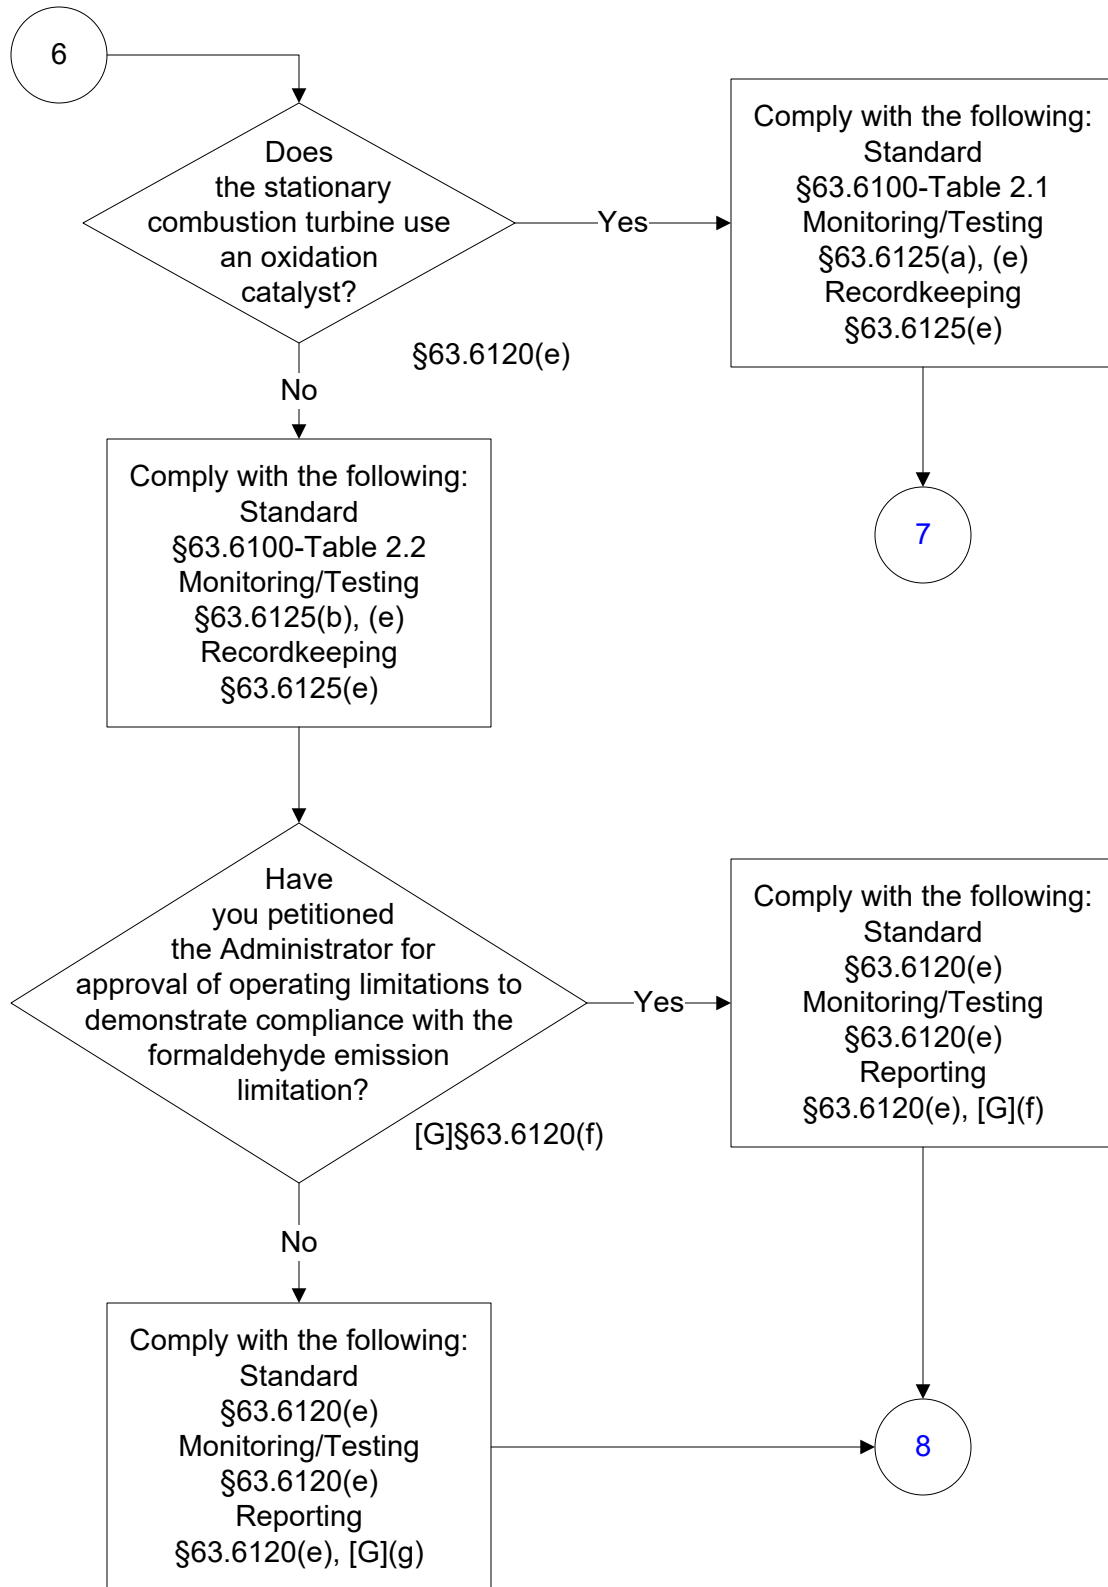 6
Does
the stationary
combustion turbine use
an oxidation
catalyst?
Yes
Comply with the following:
Standard
§63.6100-Table 2.1
Monitoring/Testing
§63.6125(a), (e)
Recordkeeping
§63.6125(e)
§63.6120(e)
No
7
Comply with the following:
Standard
§63.6100-Table 2.2
Monitoring/Testing
§63.6125(b), (e)
Recordkeeping
§63.6125(e)
Have
you petitioned
the Administrator for
approval of operating limitations to
demonstrate compliance with the
formaldehyde emission
limitation?
Yes
Comply with the following:
Standard
§63.6120(e)
Monitoring/Testing
§63.6120(e)
Reporting
§63.6120(e), [G](f)
[G]§63.6120(f)
No
Comply with the following:
Standard
§63.6120(e)
Monitoring/Testing
§63.6120(e)
Reporting
§63.6120(e), [G](g)
8